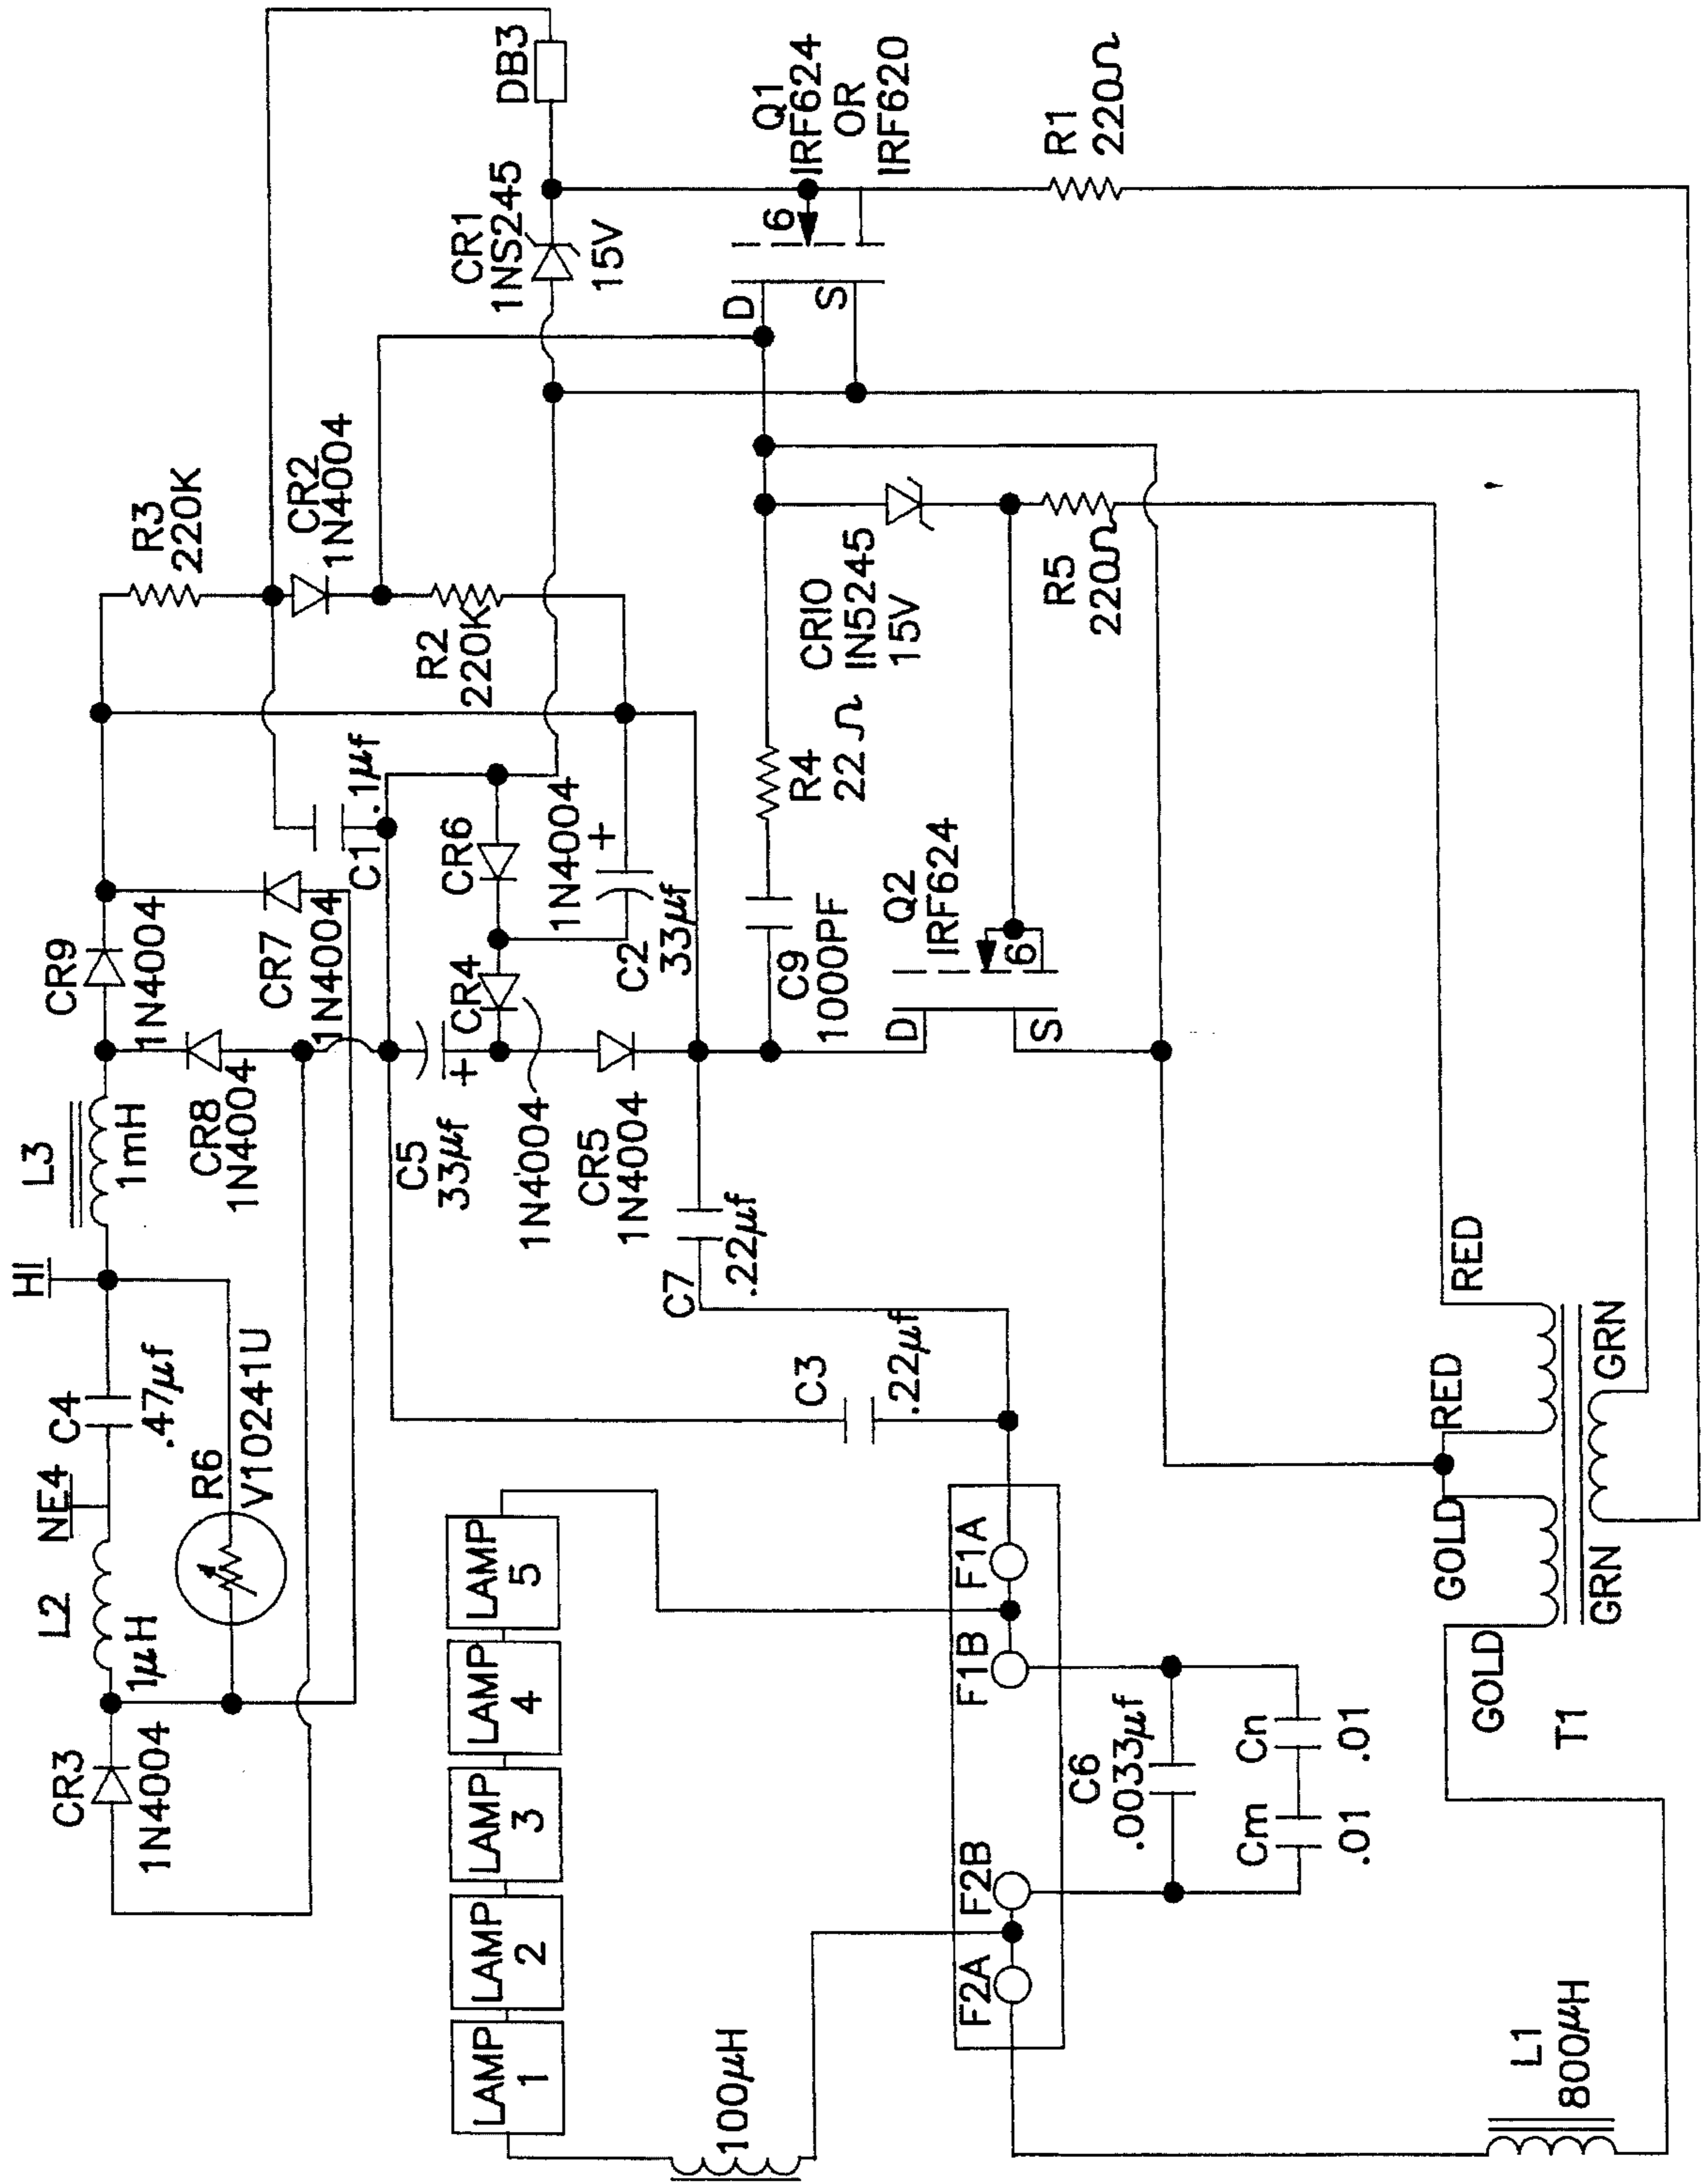 HI
NE4
L2
1µH
C4
.47µf
L3
1mH
CR9
1N4004
CR3
1N4004
R6
V10241U
CR8
1N4004
CR7
1N4004
R3
220K
CR2
1N4004
DB3
C1
.1µf
R2
220K
CR1
1NS245
15V
C5
33µf
CR4
1N4004
CR6
1N4004
+
+
C2
33µf
CR5
1N4004
LAMP
1
LAMP
2
LAMP
3
LAMP
4
LAMP
5
100µH
C7
.22µf
C3
.22µf
C9
1000PF
R4
22Ω
CR10
IN5245
15V
D
S
6
Q1
IRF624
OR
IRF620
Q2
IRF624
D
S
6
R5
220Ω
R1
220Ω
F2A
F2B
F1B
F1A
C6
.0033µf
Cm
.01
Cn
.01
L1
800µH
GOLD
GOLD
RED
RED
T1
GRN
GRN